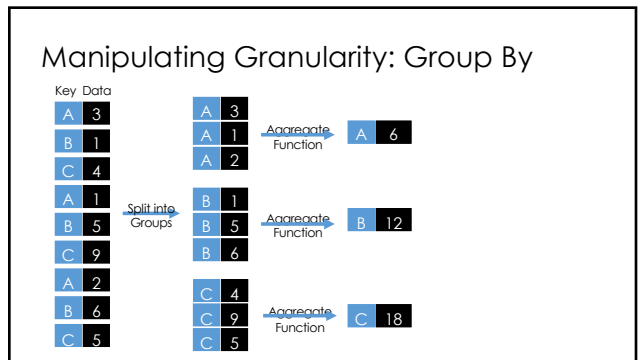 Manipulating Granularity: Group By
Key Data
A 3
B 1
C 4
A 1
B 5
C 9
A 2
B 6
C 5
Split into
Groups
A 3
A 1
A 2
B 1
B 5
B 6
C 4
C 9
C 5
Aggregate
Function
Aggregate
Function
Aggregate
Function
A 6
B 12
C 18